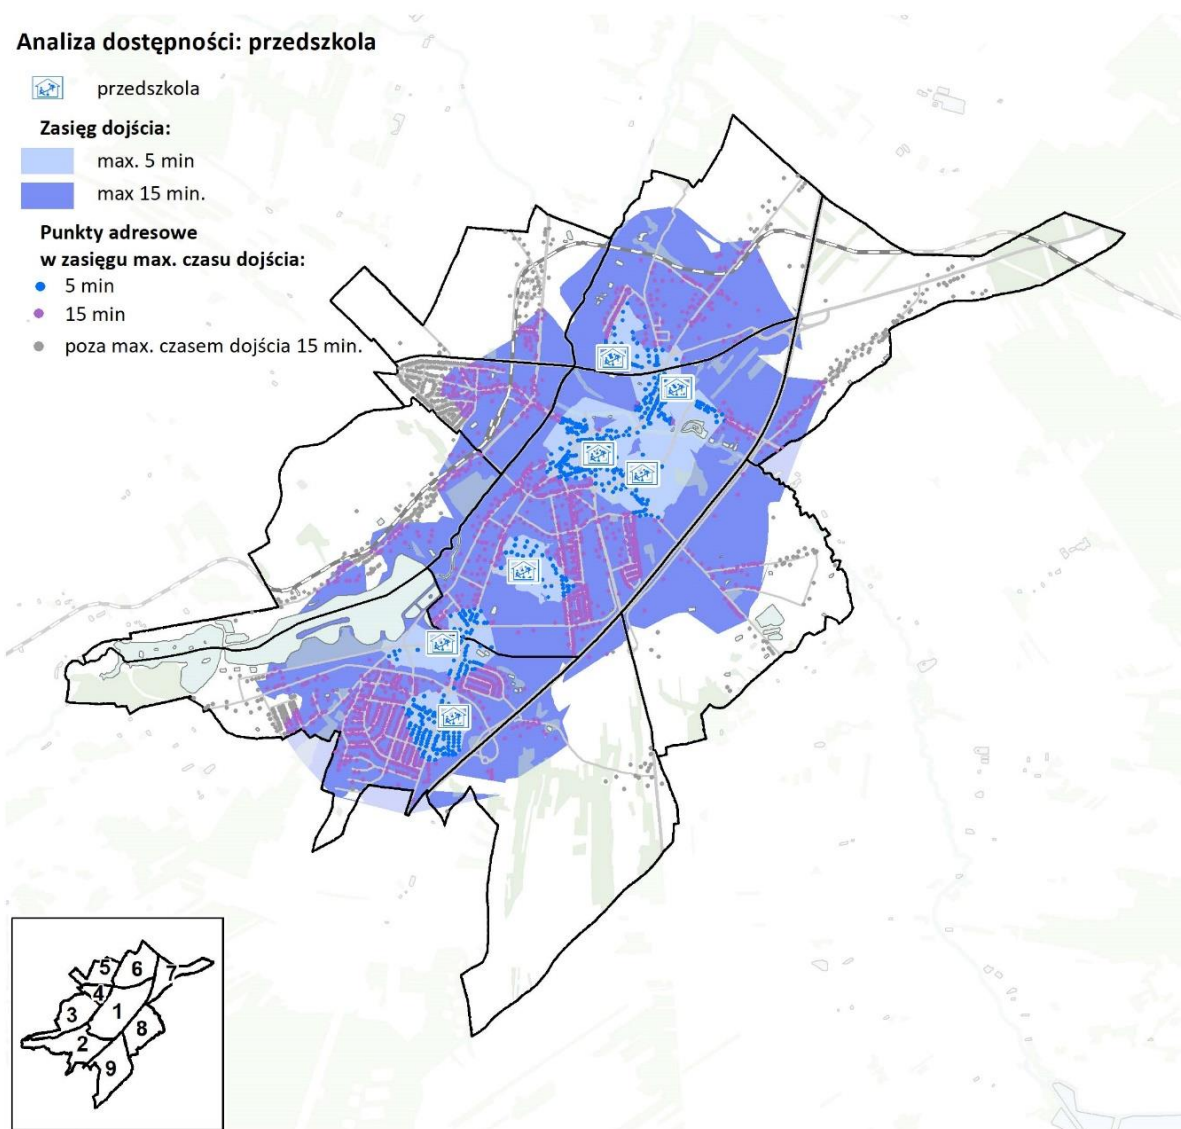 Analiza dostępności: przedszkola
przedszkola
Zasięg dojścia:
max. 5 min
max 15 min.
Punkty adresowe
w zasięgu max. czasu dojścia:
5 min
15 min
poza max. czasem dojścia 15 min.
5
6
7
4
3
1
8
2
9